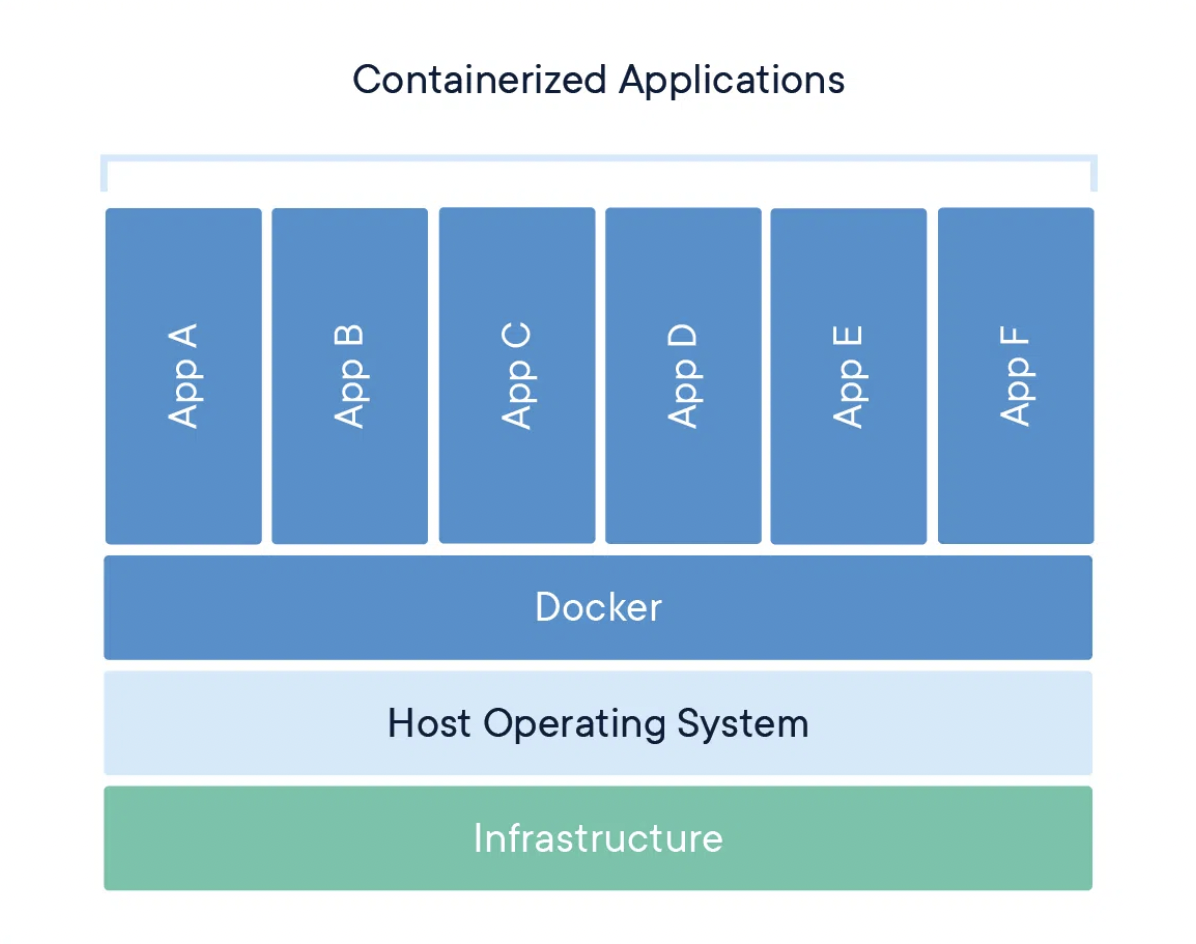 Containerized Applications
App A
App B
App C
App D
App E
App F
Docker
Host Operating System
Infrastructure